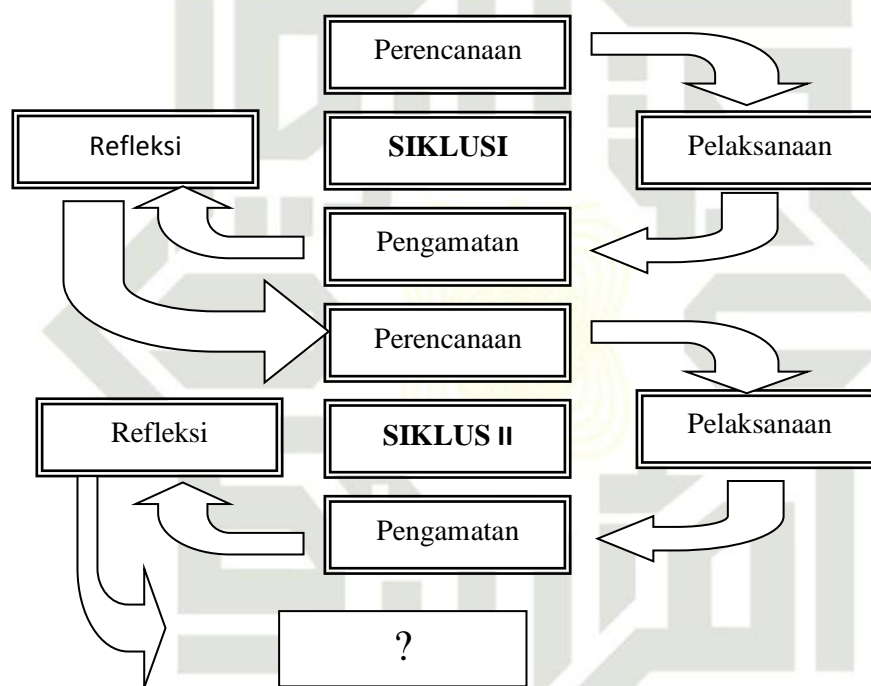 Perencanaan
Refleksi
SIKLUSI
Pelaksanaan
Pengamatan
Perencanaan
Refleksi
SIKLUS II
Pelaksanaan
Pengamatan
?